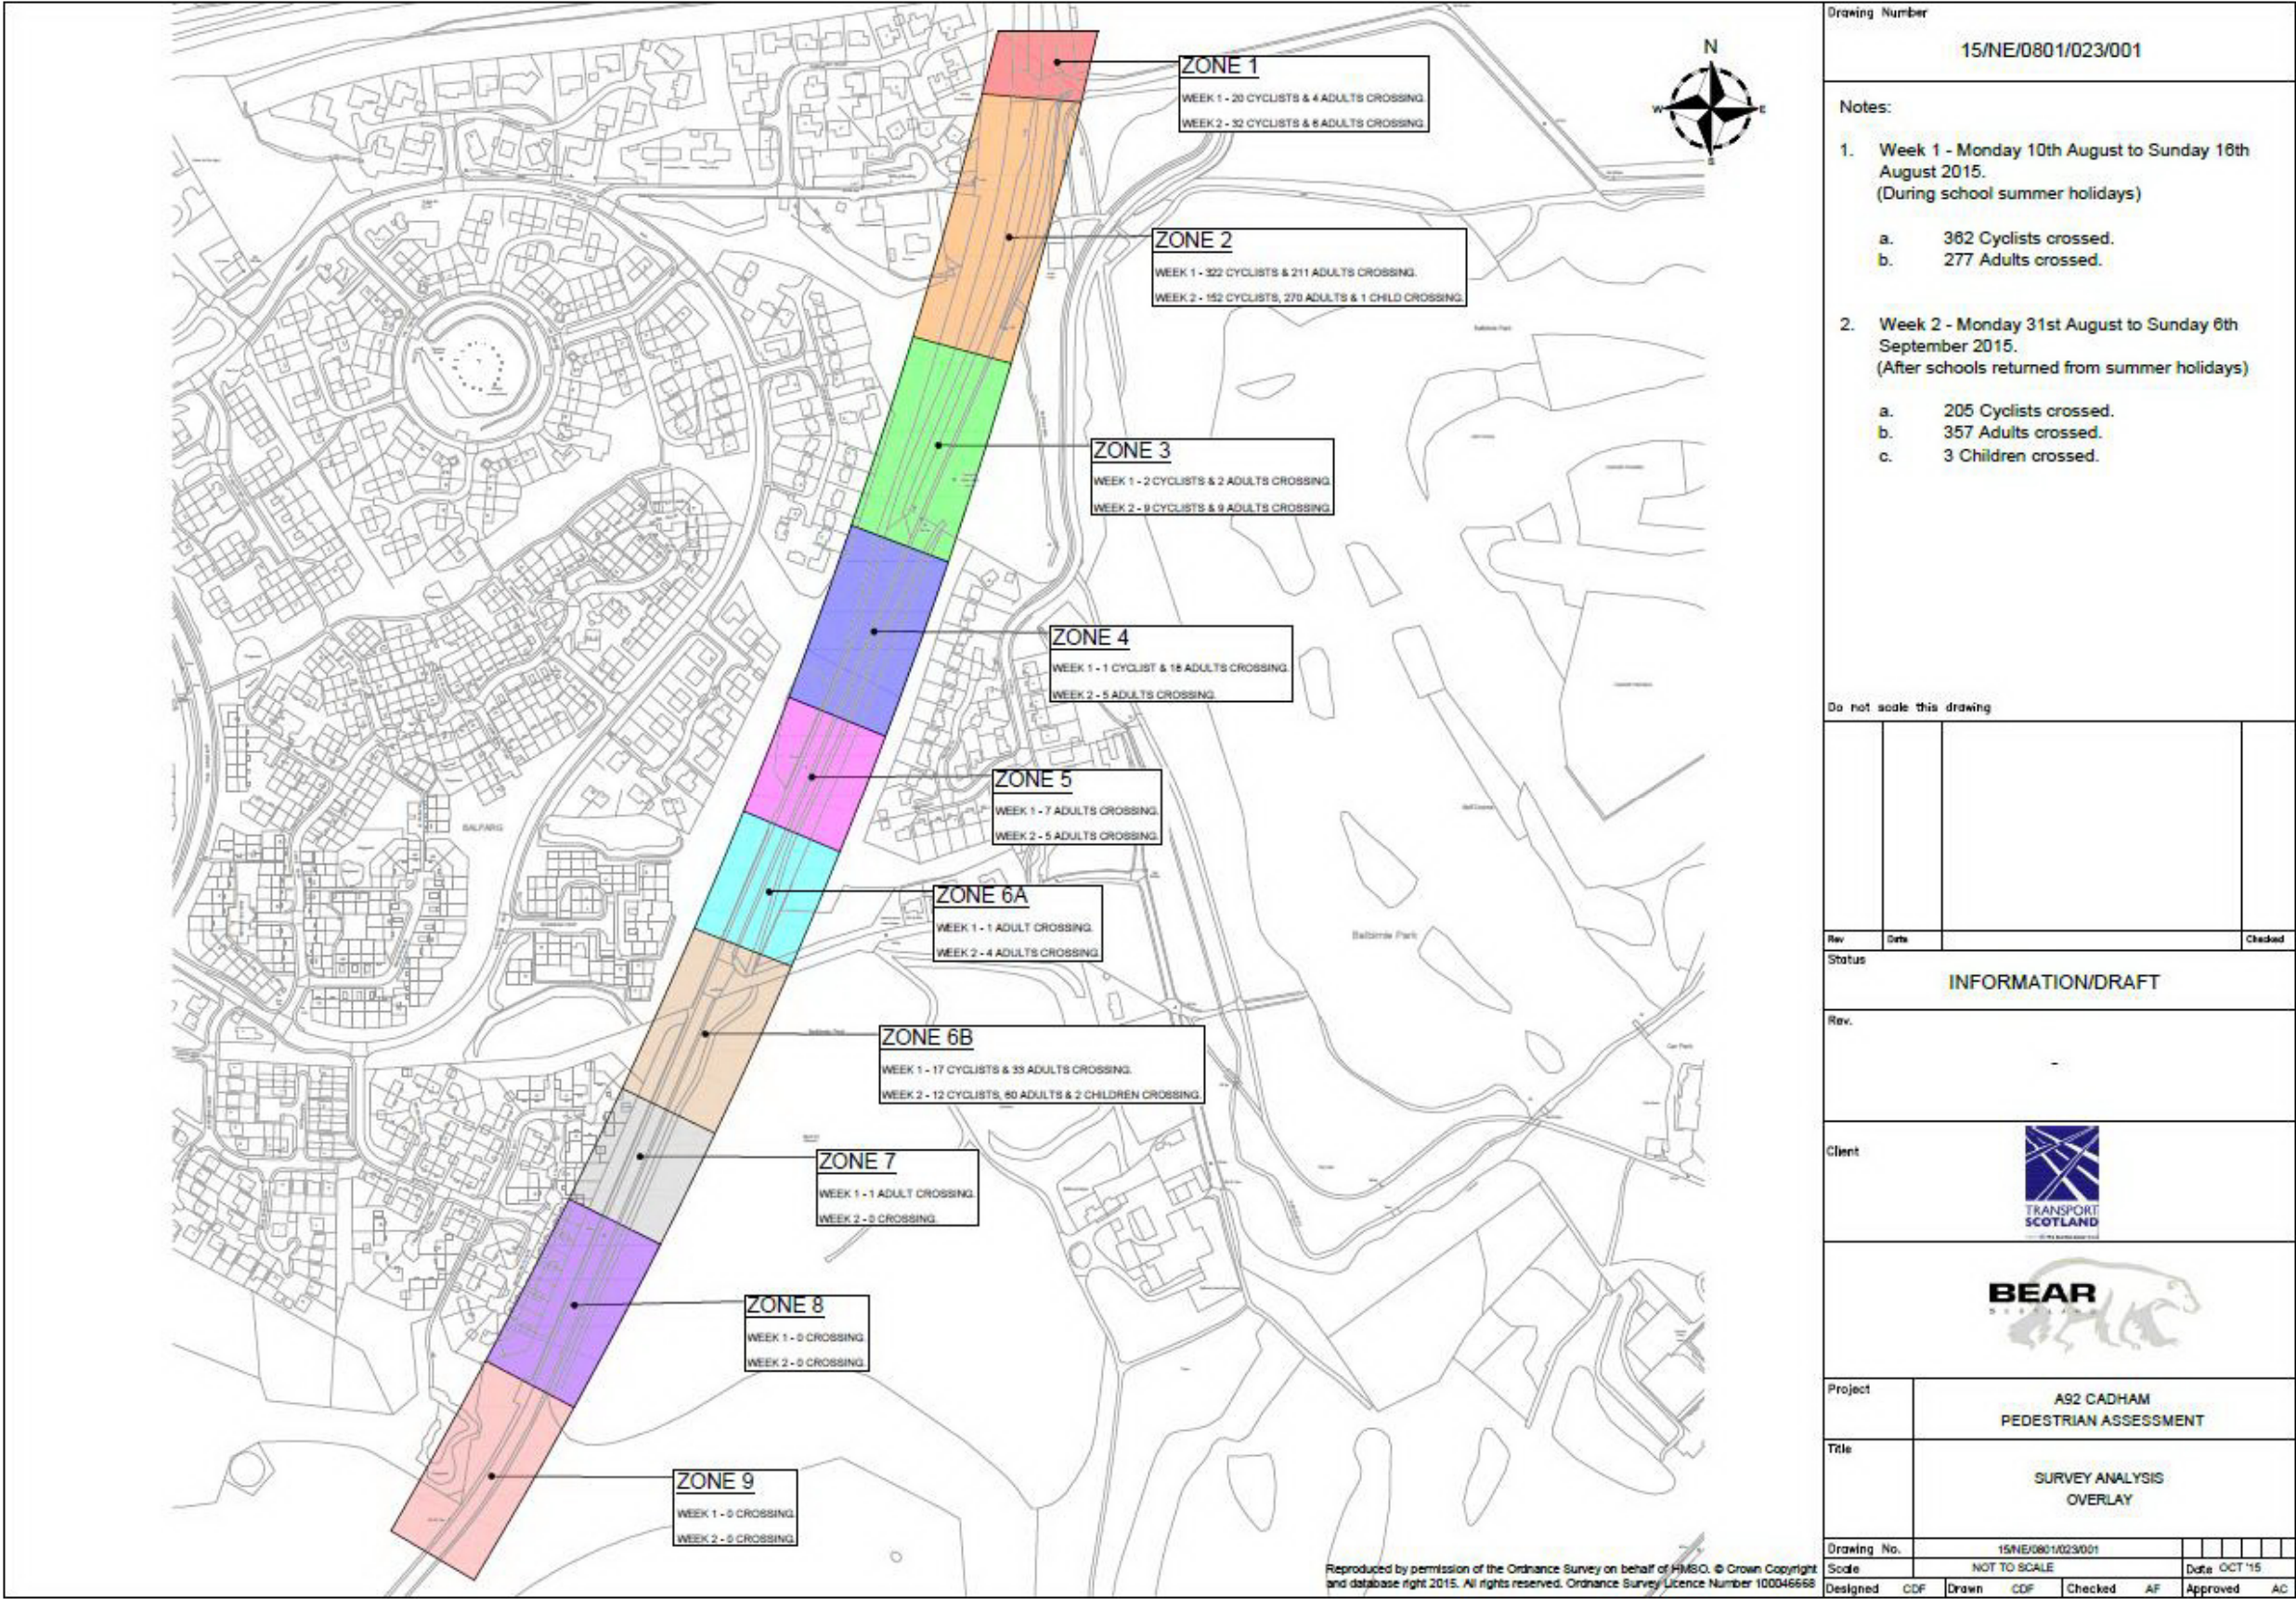 ZONE 1
WEEK 1 - 20 CYCLISTS & 4 ADULTS CROSSING.
WEEK 2 - 32 CYCLISTS & 6 ADULTS CROSSING.
ZONE 2
WEEK 1 - 322 CYCLISTS & 211 ADULTS CROSSING.
WEEK 2 - 152 CYCLISTS, 270 ADULTS & 1 CHILD CROSSING.
ZONE 3
WEEK 1 - 2 CYCLISTS & 2 ADULTS CROSSING.
WEEK 2 - 9 CYCLISTS & 9 ADULTS CROSSING.
ZONE 4
WEEK 1 - 1 CYCLIST & 18 ADULTS CROSSING.
WEEK 2 - 5 ADULTS CROSSING.
ZONE 5
WEEK 1 - 7 ADULTS CROSSING.
WEEK 2 - 5 ADULTS CROSSING.
ZONE 6A
WEEK 1 - 1 ADULT CROSSING.
WEEK 2 - 4 ADULTS CROSSING.
ZONE 6B
WEEK 1 - 17 CYCLISTS & 33 ADULTS CROSSING.
WEEK 2 - 12 CYCLISTS, 60 ADULTS & 2 CHILDREN CROSSING.
ZONE 7
WEEK 1 - 1 ADULT CROSSING.
WEEK 2 - 0 CROSSING.
ZONE 8
WEEK 1 - 0 CROSSING.
WEEK 2 - 0 CROSSING.
ZONE 9
WEEK 1 - 0 CROSSING.
WEEK 2 - 0 CROSSING.
N
W
E
S
BALFARG
Balbirnie Park
Balbirnie Park
Car Park
Reproduced by permission of the Ordnance Survey on behalf of HMSO. © Crown Copyright
and database right 2015. All rights reserved. Ordnance Survey Licence Number 100046668
Drawing Number
15/NE/0801/023/001
Notes:
1. Week 1 - Monday 10th August to Sunday 16th
August 2015.
(During school summer holidays)
a. 362 Cyclists crossed.
b. 277 Adults crossed.
2. Week 2 - Monday 31st August to Sunday 6th
September 2015.
(After schools returned from summer holidays)
a. 205 Cyclists crossed.
b. 357 Adults crossed.
c. 3 Children crossed.
Do not scale this drawing
Rev Date Checked
Status
INFORMATION/DRAFT
Rev.
-
Client
TRANSPORT
SCOTLAND
BEAR
SCOTLAND
Project
A92 CADHAM
PEDESTRIAN ASSESSMENT
Title
SURVEY ANALYSIS
OVERLAY
Drawing No. 15/NE/0801/023/001
Scale NOT TO SCALE Date OCT '15
Designed CDF Drawn CDF Checked AF Approved AC